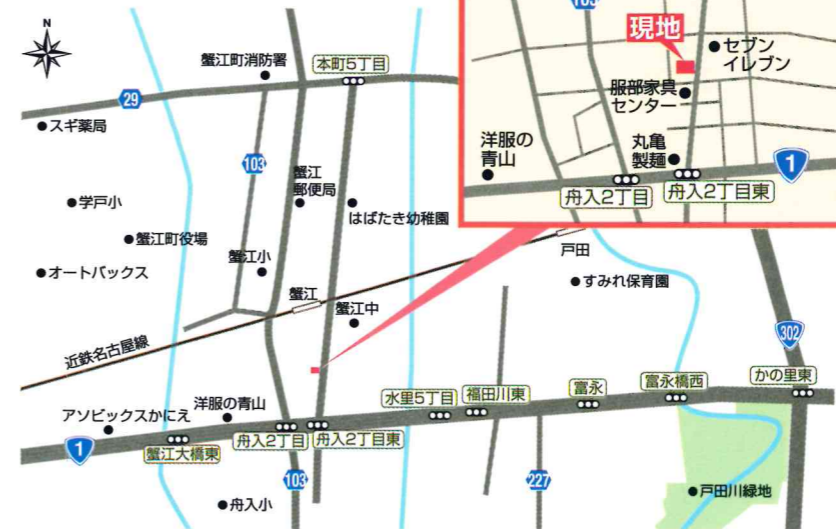 N
蟹江町消防署
本町5丁目
29
スギ薬局
103
蟹江
郵便局
学戸小
はばたき幼稚園
蟹江町役場
蟹江小
オートバックス
蟹江
蟹江中
近鉄名古屋線
戸田
すみれ保育園
302
洋服の青山
アソビックスかにえ
水里5丁目
福田川東
富永
富永橋西
かの里東
1
蟹江大橋東
舟入2丁目
舟入2丁目東
103
227
舟入小
戸田川緑地
103
現地
セブン
イレブン
服部家具
センター
洋服の
青山
丸亀
製麺
1
舟入2丁目
舟入2丁目東